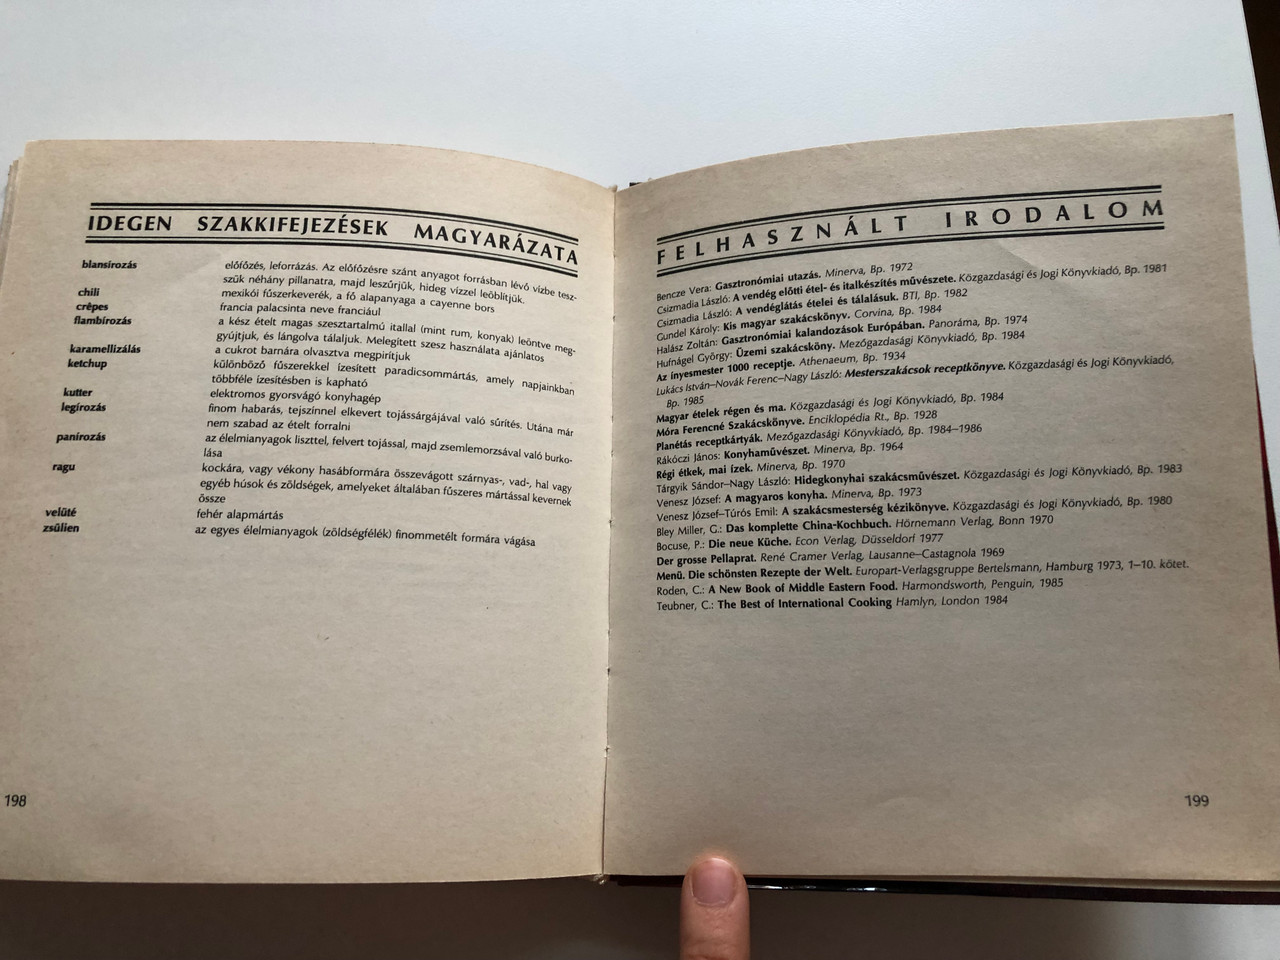 IDEGEN SZAKKIFEJEZÉSEK MAGYARÁZATA
blansírozás előfőzés, leforrázás. Az előfőzésre szánt anyagot forrásban lévő vízbe tesz-
szük néhány pillanatra, majd leszűrjük, hideg vízzel leöblítjük.
chili mexikói fűszerkeverék, a fő alapanyaga a cayenne bors
crêpes francia palacsinta neve franciául
flambírozás a kész ételt magas szesztartalmú itallal (mint rum, konyak) leöntve meg-
gyújtjuk, és lángolva tálaljuk. Melegített szesz használata ajánlatos
karamellizálás a cukrot barnára olvasztva megpirítjuk
ketchup különböző fűszerekkel ízesített paradicsommártás, amely napjainkban
többféle ízesítésben is kapható
kutter elektromos gyorsvágó konyhagép
legírozás finom habarás, tejszínnel elkevert tojássárgájával való sűrítés. Utána már
nem szabad az ételt forralni
panírozás az élelmianyagok liszttel, felvert tojással, majd zsemlemorzsával való burko-
lása
ragu kockára, vagy vékony hasábformára összevágott szárnyas-, vad-, hal vagy
egyéb húsok és zöldségek, amelyeket általában fűszeres mártással kevernek
össze
velűté fehér alapmártás
zsülien az egyes élelmianyagok (zöldségfélék) finommetélt formára vágása
198
FELHASZNÁLT IRODALOM
Bencze Vera: Gasztronómiai utazás. Minerva, Bp. 1972
Csizmadia László: A vendég előtti étel- és italkészítés művészete. Közgazdasági és Jogi Könyvkiadó, Bp. 1981
Csizmadia László: A vendéglátás ételei és tálalásuk. BTI, Bp. 1982
Gundel Károly: Kis magyar szakácskönyv. Corvina, Bp. 1984
Halász Zoltán: Gasztronómiai kalandozások Európában. Panoráma, Bp. 1974
Hufnágel György: Üzemi szakácsköny. Mezőgazdasági Könyvkiadó, Bp. 1984
Az ínyesmester 1000 receptje. Athenaeum, Bp. 1934
Lukács István–Novák Ferenc–Nagy László: Mesterszakácsok receptkönyve. Közgazdasági és Jogi Könyvkiadó,
Bp. 1985
Magyar ételek régen és ma. Közgazdasági és Jogi Könyvkiadó, Bp. 1984
Móra Ferencné Szakácskönyve. Enciklopédia Rt., Bp. 1928
Planétás receptkártyák. Mezőgazdasági Könyvkiadó, Bp. 1984–1986
Rákóczi János: Konyhaművészet. Minerva, Bp. 1964
Régi étkek, mai ízek. Minerva, Bp. 1970
Tárgyik Sándor–Nagy László: Hidegkonyhai szakácsművészet. Közgazdasági és Jogi Könyvkiadó, Bp. 1983
Venesz József: A magyaros konyha. Minerva, Bp. 1973
Venesz József–Túrós Emil: A szakácsmesterség kézikönyve. Közgazdasági és Jogi Könyvkiadó, Bp. 1980
Bley Miller, G.: Das komplette China-Kochbuch. Hörnemann Verlag, Bonn 1970
Bocuse, P.: Die neue Küche. Econ Verlag, Düsseldorf 1977
Der grosse Pellaprat. René Cramer Verlag, Lausanne–Castagnola 1969
Menü. Die schönsten Rezepte der Welt. Europart-Verlagsgruppe Bertelsmann, Hamburg 1973, 1–10. kötet.
Roden, C.: A New Book of Middle Eastern Food. Harmondsworth, Penguin, 1985
Teubner, C.: The Best of International Cooking Hamlyn, London 1984
199